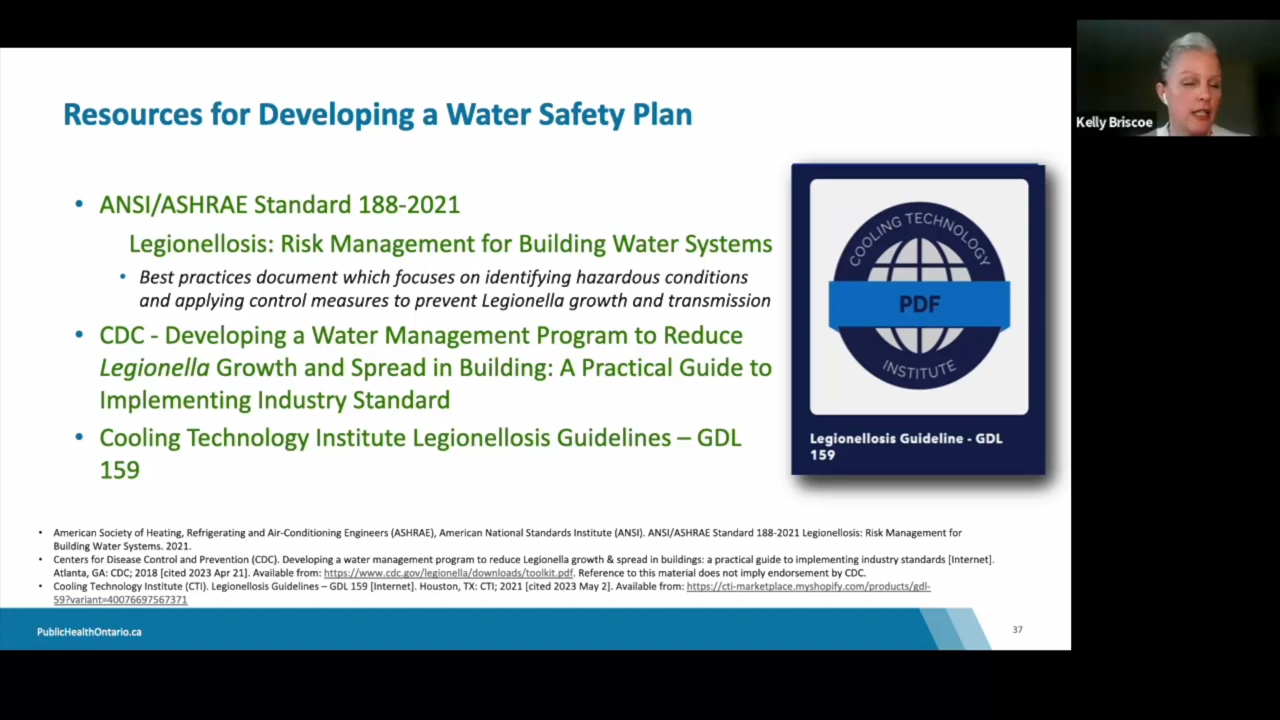 Resources for Developing a Water Safety Plan
• ANSI/ASHRAE Standard 188-2021
Legionellosis: Risk Management for Building Water Systems
• Best practices document which focuses on identifying hazardous conditions
and applying control measures to prevent Legionella growth and transmission
• CDC - Developing a Water Management Program to Reduce
Legionella Growth and Spread in Building: A Practical Guide to
Implementing Industry Standard
• Cooling Technology Institute Legionellosis Guidelines – GDL
159
COOLING TECHNOLOGY
PDF
INSTITUTE
Legionellosis Guideline - GDL
159
Kelly Briscoe
• American Society of Heating, Refrigerating and Air-Conditioning Engineers (ASHRAE), American National Standards Institute (ANSI). ANSI/ASHRAE Standard 188-2021 Legionellosis: Risk Management for
Building Water Systems. 2021.
• Centers for Disease Control and Prevention (CDC). Developing a water management program to reduce Legionella growth & spread in buildings: a practical guide to implementing industry standards [Internet].
Atlanta, GA: CDC; 2018 [cited 2023 Apr 21]. Available from: https://www.cdc.gov/legionella/downloads/toolkit.pdf. Reference to this material does not imply endorsement by CDC.
• Cooling Technology Institute (CTI). Legionellosis Guidelines – GDL 159 [Internet]. Houston, TX: CTI; 2021 [cited 2023 May 2]. Available from: https://cti-marketplace.myshopify.com/products/gdl-
59?variant=40076697567371
PublicHealthOntario.ca
37